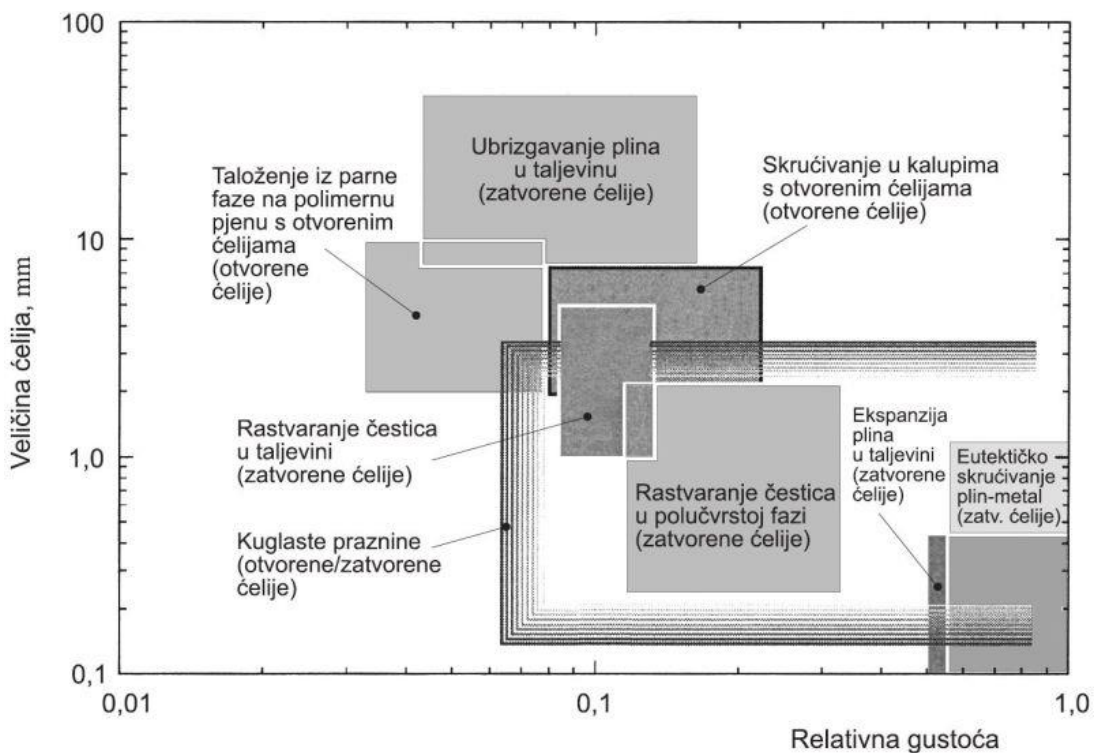 100
10
1,0
0,1
Veličina ćelija, mm
0,01
0,1
1,0
Relativna gustoća
Ubrizgavanje plina
u taljevinu
(zatvorene ćelije)
Taloženje iz parne
faze na polimernu
pjenu s otvorenim
ćelijama
(otvorene
ćelije)
Skrućivanje u kalupima
s otvorenim ćelijama
(otvorene ćelije)
Rastvaranje čestica
u taljevini
(zatvorene ćelije)
Kuglaste praznine
(otvorene/zatvorene
ćelije)
Rastvaranje čestica
u polučvrstoj fazi
(zatvorene ćelije)
Ekspanzija
plina
u taljevini
(zatvorene
ćelije)
Eutektičko
skrućivanje
plin-metal
(zatv. ćelije)